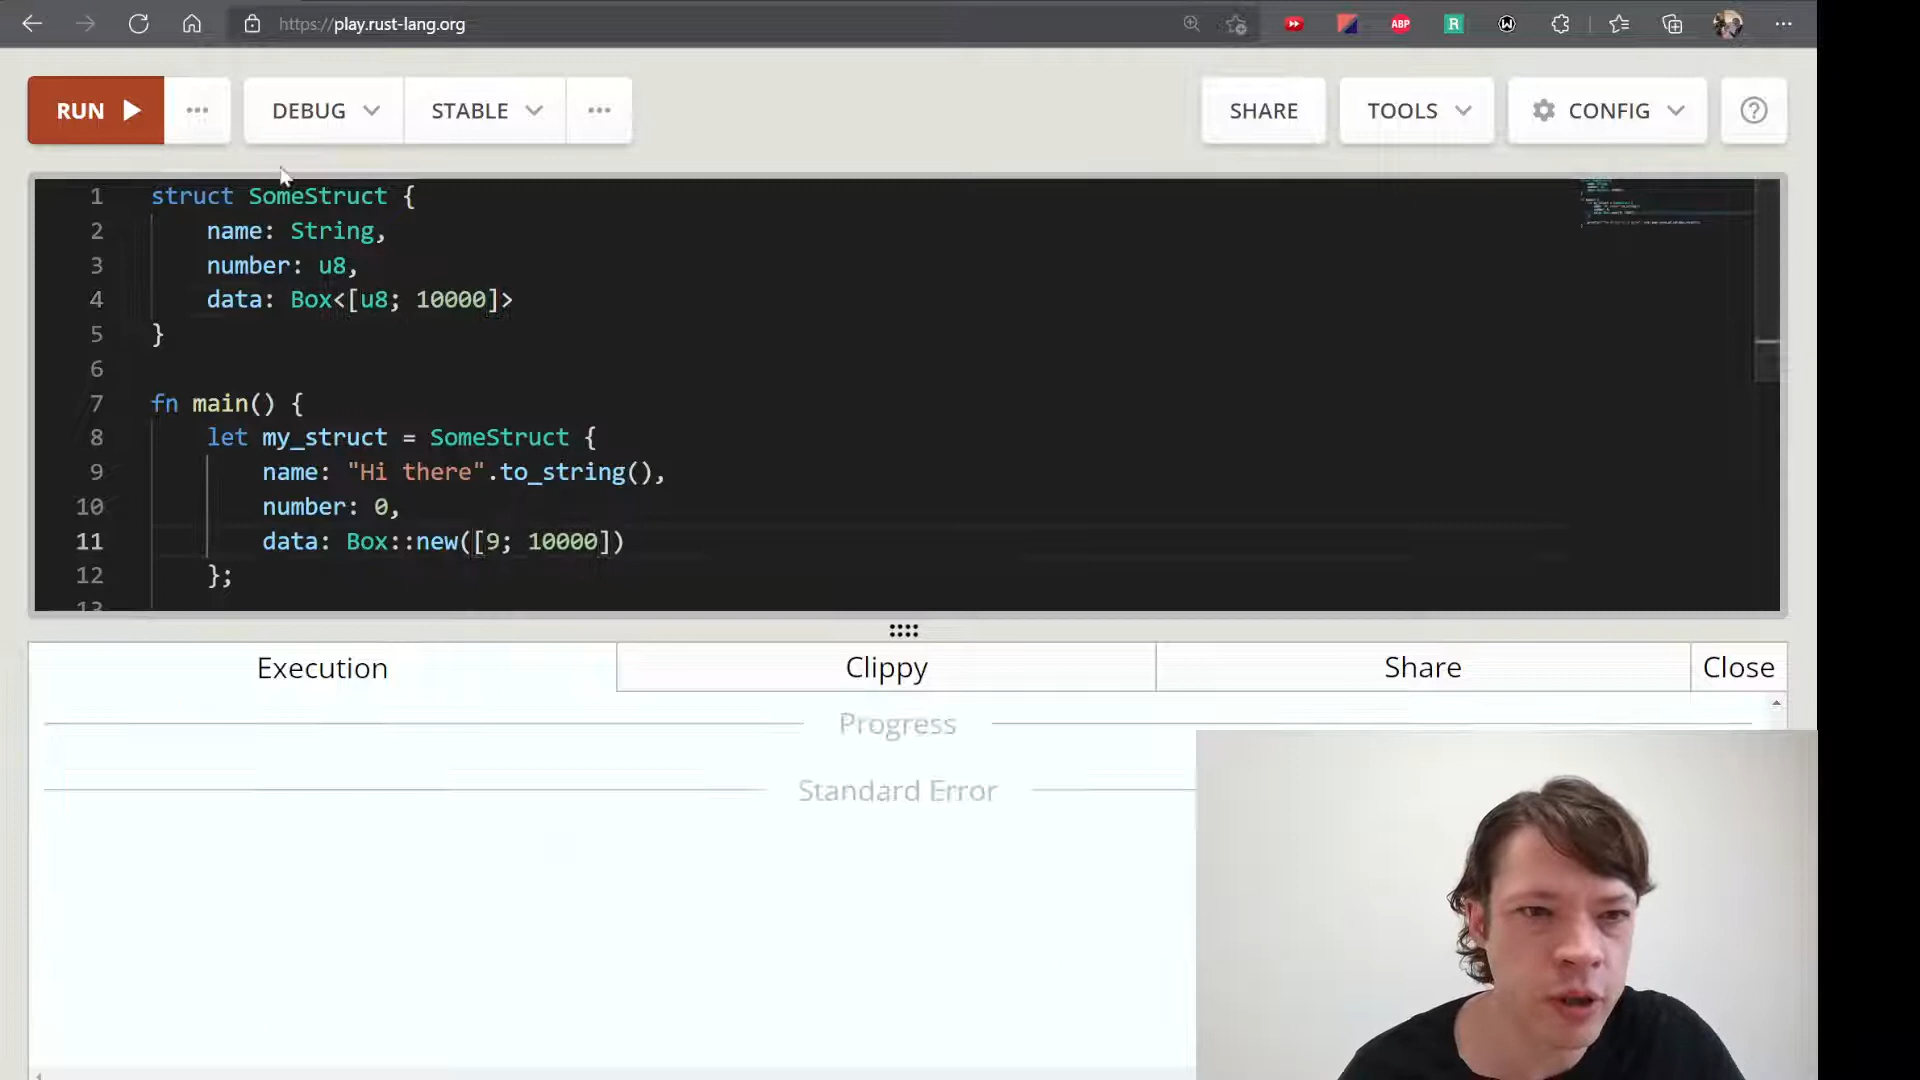 https://play.rust-lang.org
ABP
R
RUN
DEBUG
STABLE
SHARE
TOOLS
CONFIG
1 struct SomeStruct {
2 name: String,
3 number: u8,
4 data: Box<[u8; 10000]>
5 }
6
7 fn main() {
8 let my_struct = SomeStruct {
9 name: "Hi there".to_string(),
10 number: 0,
11 data: Box::new([9; 10000])
12 };
13
Execution
Clippy
Share
Close
Progress
Standard Error